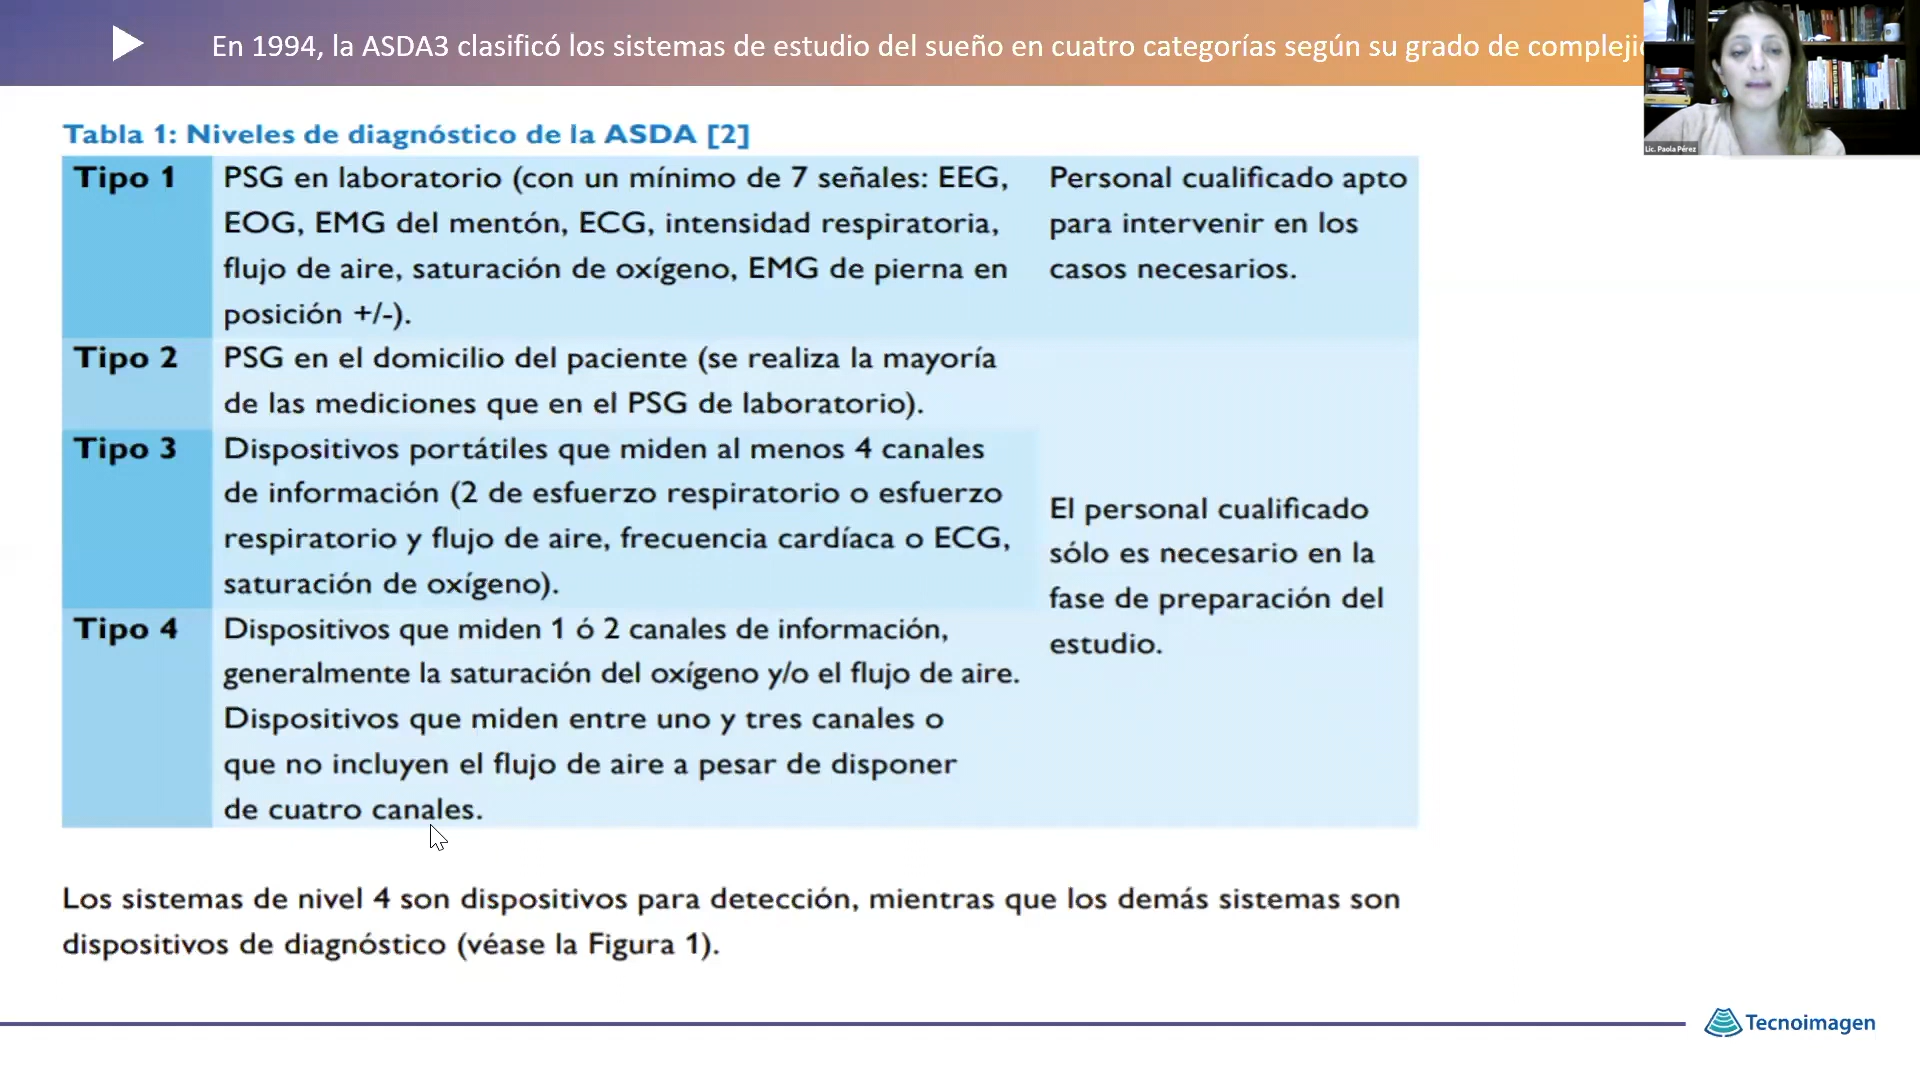 En 1994, la ASDA3 clasificó los sistemas de estudio del sueño en cuatro categorías según su grado de
Lic. Paola Pérez
Tabla 1: Niveles de diagnóstico de la ASDA [2]
Tipo 1
PSG en laboratorio (con un mínimo de 7 señales: EEG,
EOG, EMG del mentón, ECG, intensidad respiratoria,
flujo de aire, saturación de oxígeno, EMG de pierna en
posición +/-).
Personal cualificado apto
para intervenir en los
casos necesarios.
Tipo 2
PSG en el domicilio del paciente (se realiza la mayoría
de las mediciones que en el PSG de laboratorio).
Tipo 3
Dispositivos portátiles que miden al menos 4 canales
de información (2 de esfuerzo respiratorio o esfuerzo
respiratorio y flujo de aire, frecuencia cardíaca o ECG,
saturación de oxígeno).
Tipo 4
Dispositivos que miden 1 ó 2 canales de información,
generalmente la saturación del oxígeno y/o el flujo de aire.
Dispositivos que miden entre uno y tres canales o
que no incluyen el flujo de aire a pesar de disponer
de cuatro canales.
El personal cualificado
sólo es necesario en la
fase de preparación del
estudio.
Los sistemas de nivel 4 son dispositivos para detección, mientras que los demás sistemas son
dispositivos de diagnóstico (véase la Figura 1).
Tecnoimagen